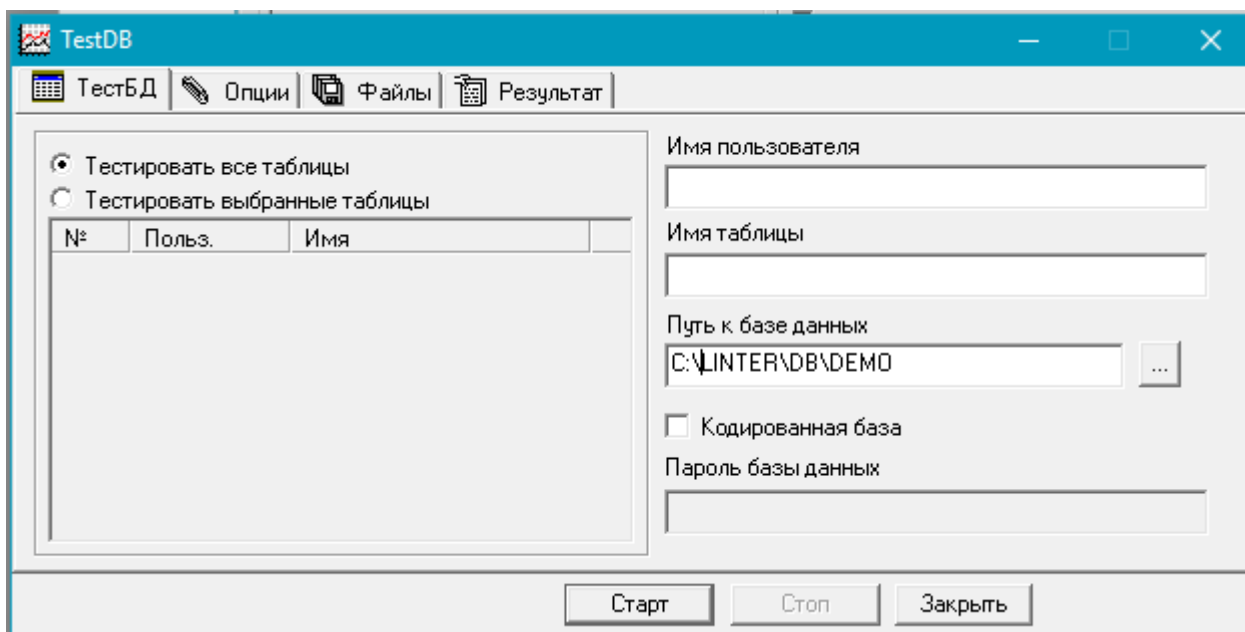 TestDB
ТестБД Опции Файлы Результат
Тестировать все таблицы
Тестировать выбранные таблицы
№ Польз. Имя
Имя пользователя
Имя таблицы
Путь к базе данных
C:\LINTER\DB\DEMO
...
Кодированная база
Пароль базы данных
Старт Стоп Закрыть